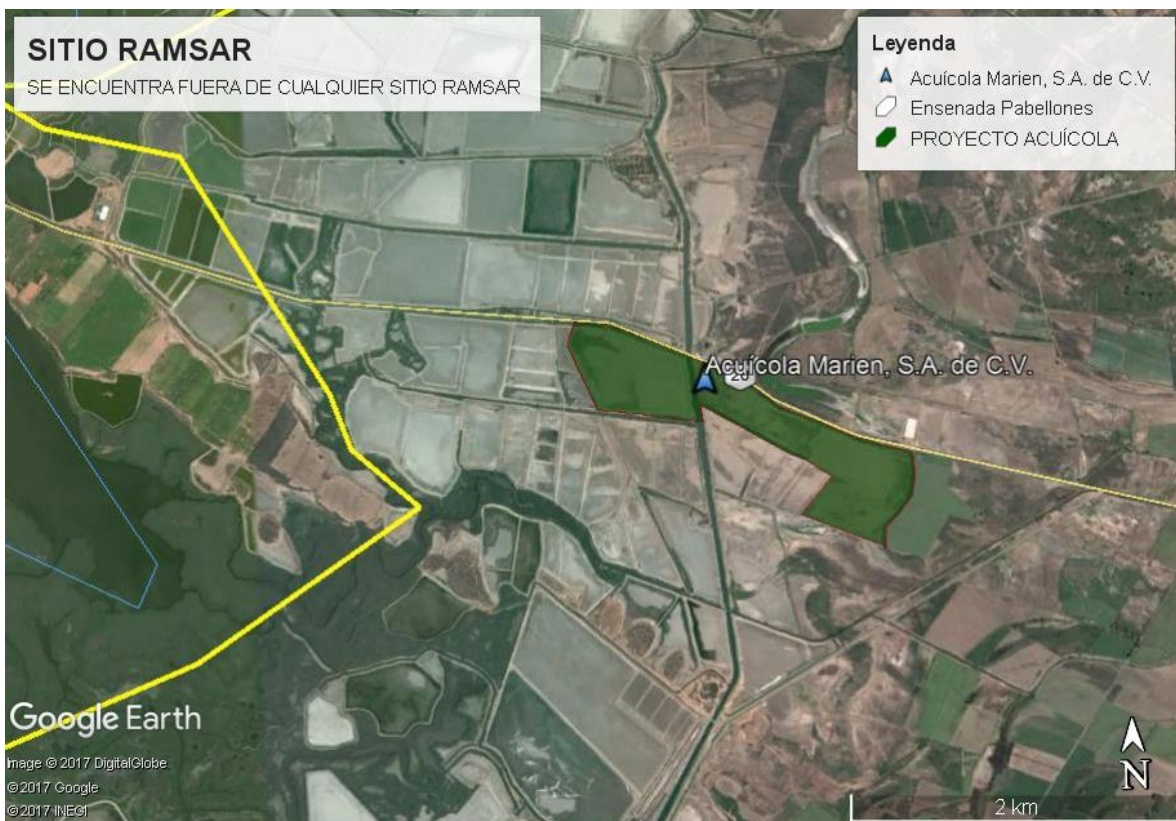 SITIO RAMSAR
SE ENCUENTRA FUERA DE CUALQUIER SITIO RAMSAR
Leyenda
Acuícola Marien, S.A. de C.V.
Ensenada Pabellones
PROYECTO ACUÍCOLA
Acuícola Marien, S.A. de C.V.
20
Google Earth
Image © 2017 DigitalGlobe
© 2017 Google
© 2017 INEGI
N
2 km